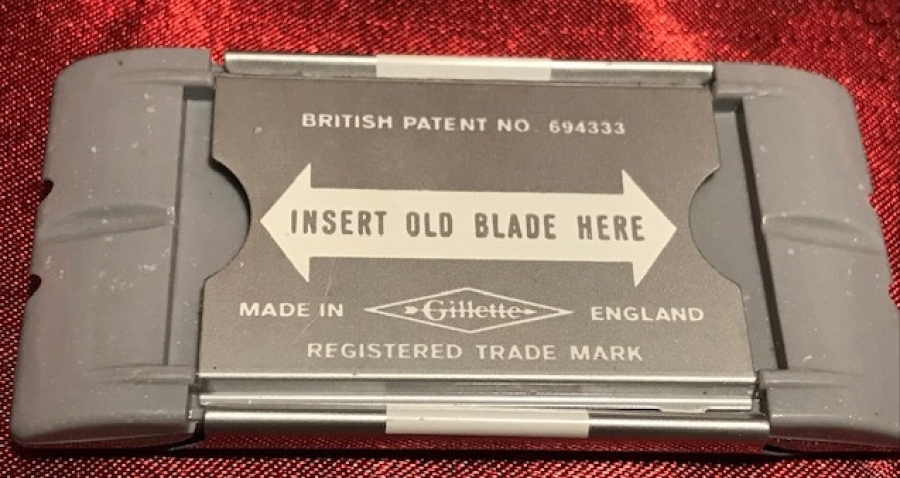 BRITISH PATENT NO. 694333
INSERT OLD BLADE HERE
MADE IN Gillette ENGLAND
REGISTERED TRADE MARK